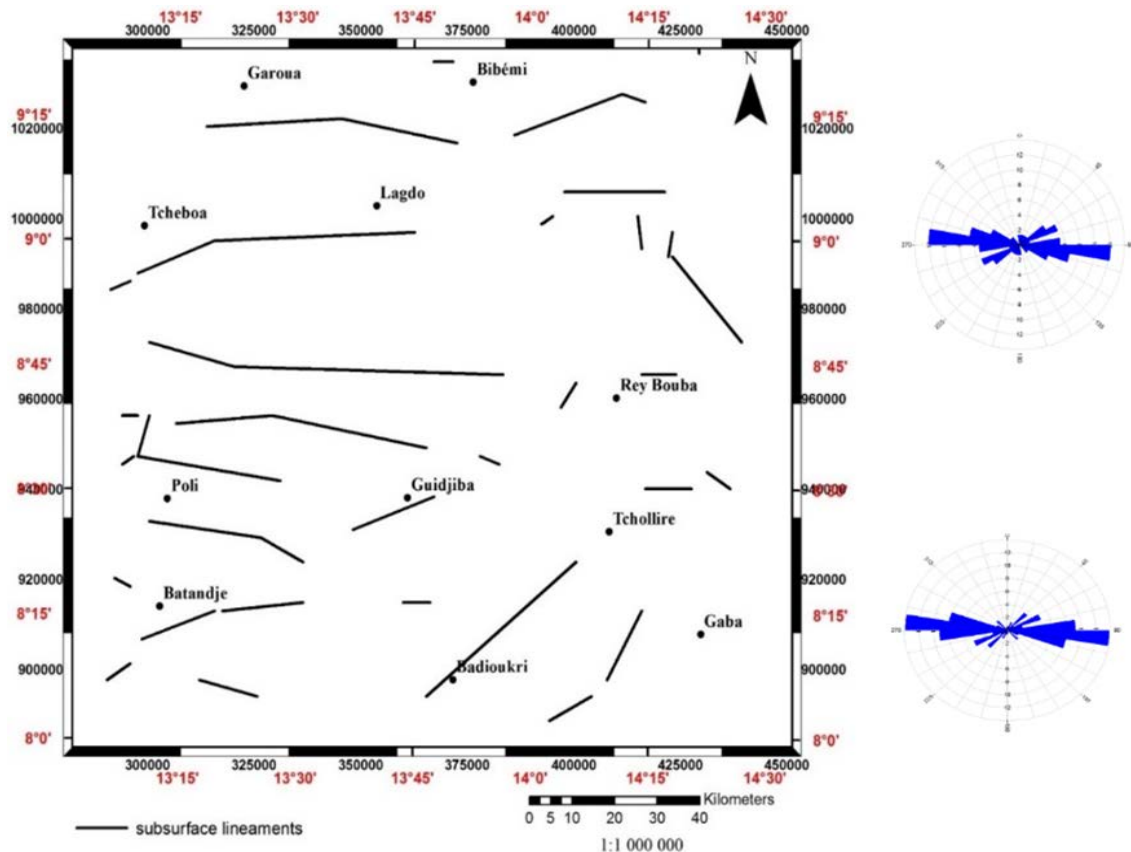 13°15' 13°30' 13°45' 14°0' 14°15' 14°30'
300000 325000 350000 375000 400000 425000 450000
N
Garoua
Bibémi
9°15' 9°15'
1020000 1020000
Lagdo
Tcheboa
1000000 1000000
9°0' 9°0'
980000 980000
8°45' 8°45'
Rey Bouba
960000 960000
Poli
Guidjiba
940000 940000
Tchollire
920000 920000
Batandje
8°15' 8°15'
Gaba
900000 900000
Badioukri
8°0' 8°0'
300000 325000 350000 375000 400000 425000 450000
13°15' 13°30' 13°45' 14°0' 14°15' 14°30'
Kilometers
0 5 10 20 30 40
subsurface lineaments
1:1 000 000
270
270